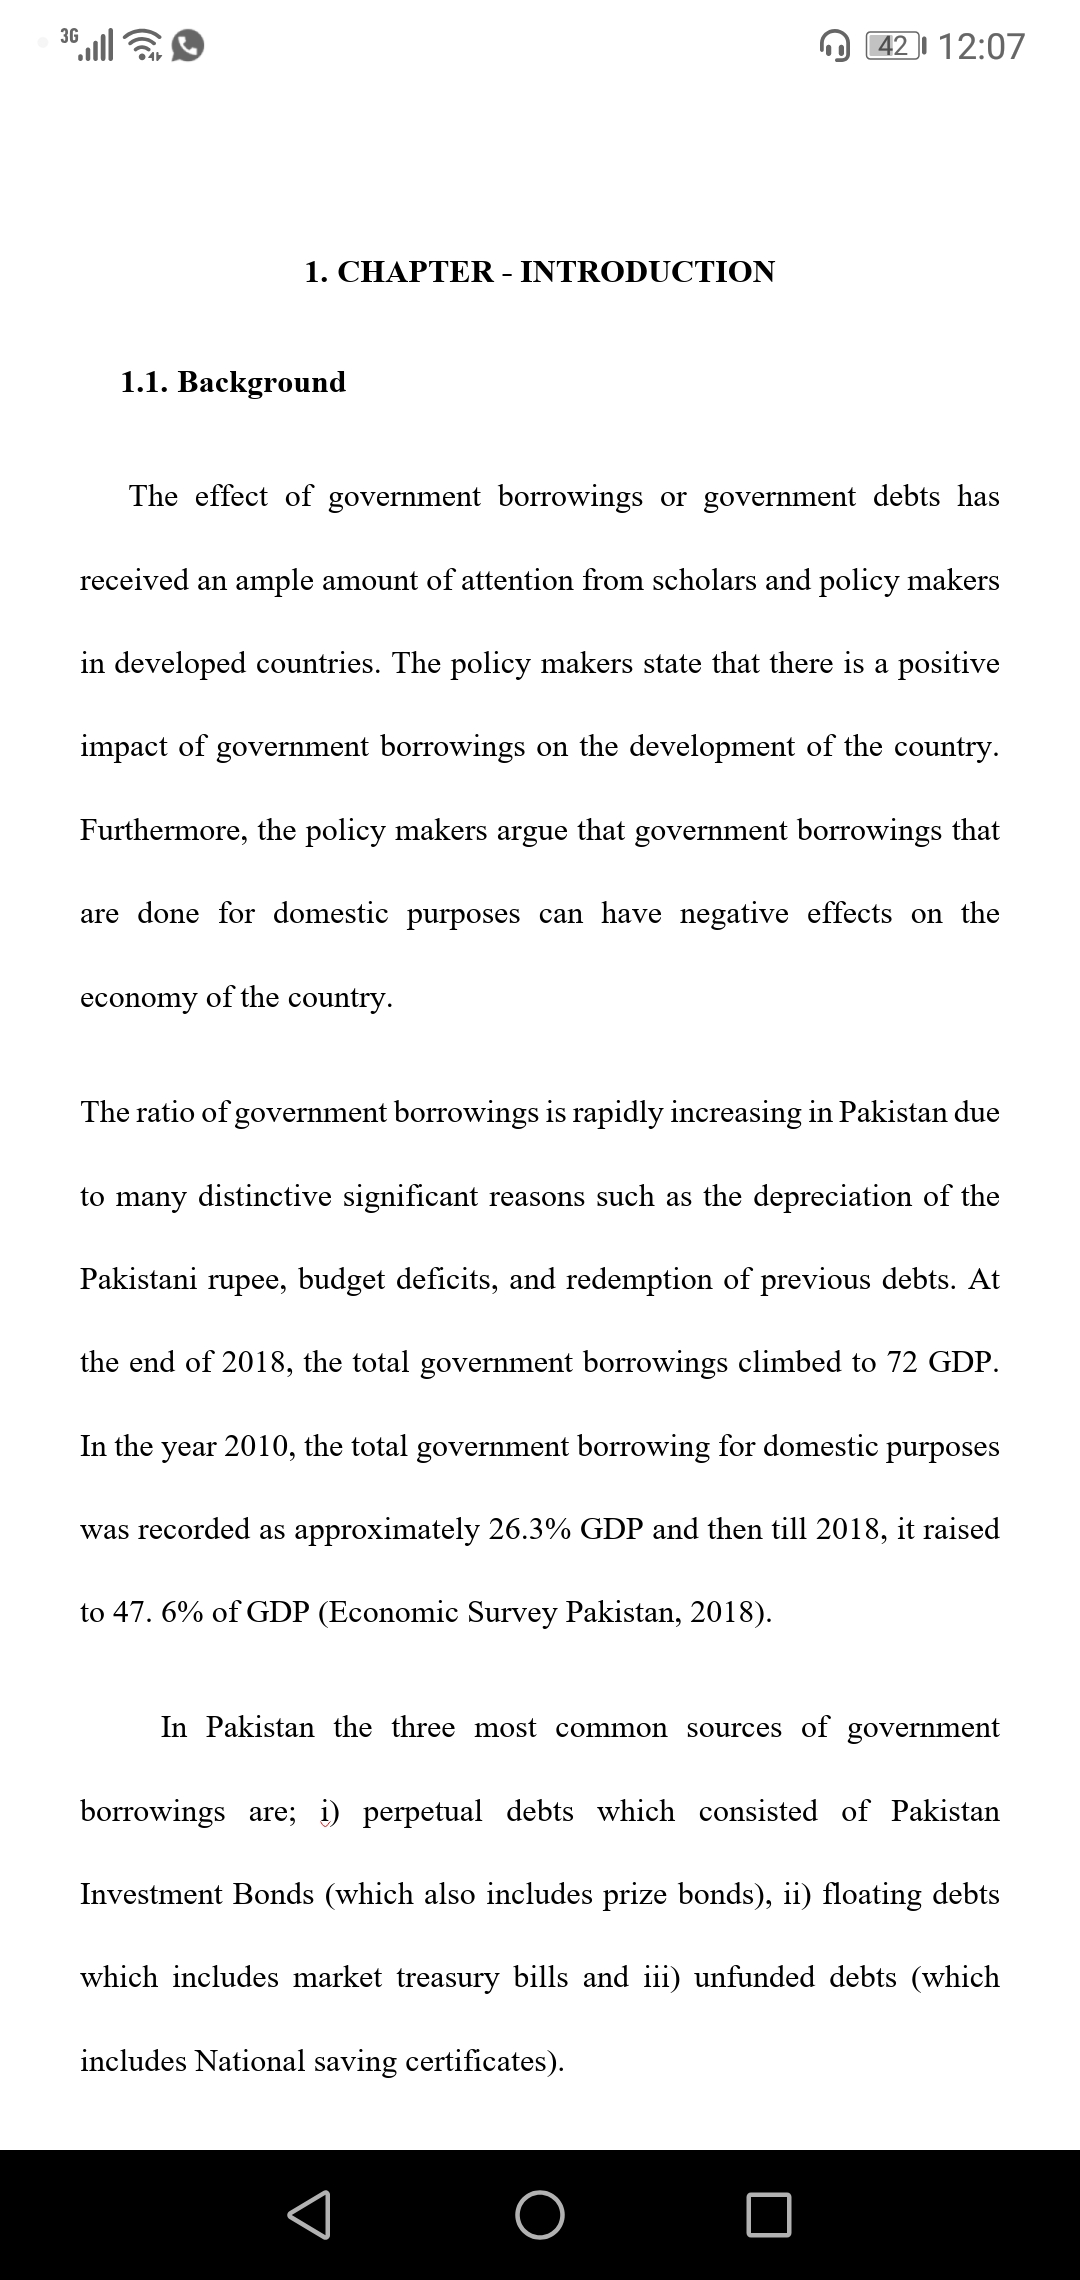 3G 42 12:07
1. CHAPTER - INTRODUCTION
1.1. Background
The effect of government borrowings or government debts has
received an ample amount of attention from scholars and policy makers
in developed countries. The policy makers state that there is a positive
impact of government borrowings on the development of the country.
Furthermore, the policy makers argue that government borrowings that
are done for domestic purposes can have negative effects on the
economy of the country.
The ratio of government borrowings is rapidly increasing in Pakistan due
to many distinctive significant reasons such as the depreciation of the
Pakistani rupee, budget deficits, and redemption of previous debts. At
the end of 2018, the total government borrowings climbed to 72 GDP.
In the year 2010, the total government borrowing for domestic purposes
was recorded as approximately 26.3% GDP and then till 2018, it raised
to 47. 6% of GDP (Economic Survey Pakistan, 2018).
In Pakistan the three most common sources of government
borrowings are; i) perpetual debts which consisted of Pakistan
Investment Bonds (which also includes prize bonds), ii) floating debts
which includes market treasury bills and iii) unfunded debts (which
includes National saving certificates).